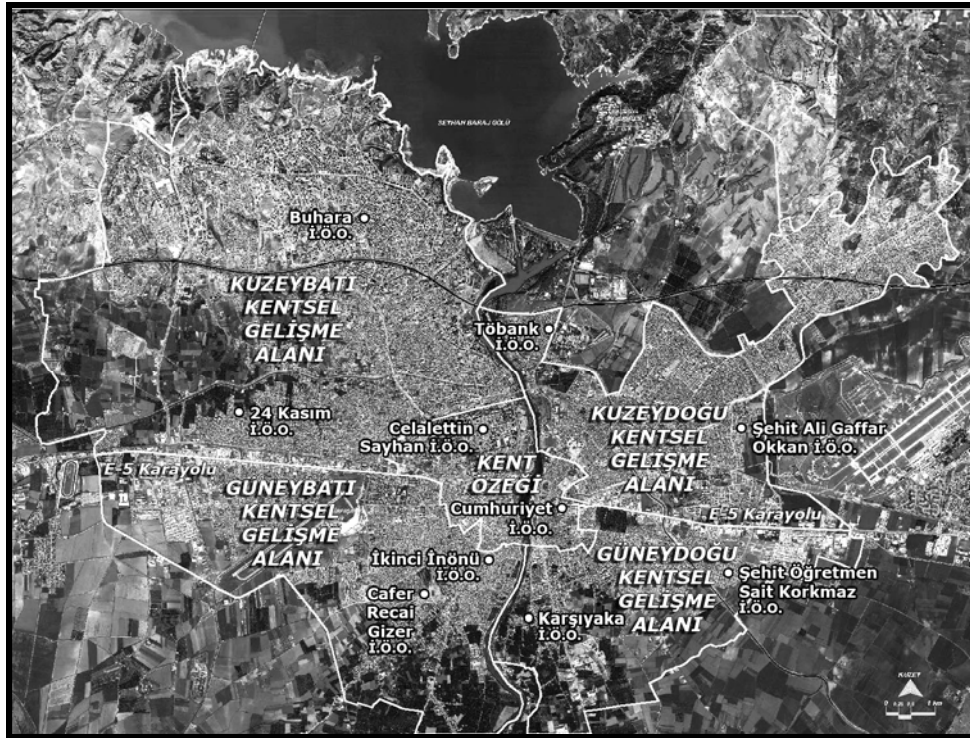 SEYHAN BARAJ GÖLÜ
Buhara
İ.Ö.O.
KUZEYBATI
KENTSEL
GELİŞME
ALANI
Töbank
İ.Ö.O.
24 Kasım
İ.Ö.O.
Celalettin
Sayhan İ.Ö.O.
KUZEYDOĞU
KENTSEL
GELİŞME
ALANI
Şehit Ali Gaffar
Okkan İ.Ö.O.
KENT
ÖZEĞİ
E-5 Karayolu
GÜNEYBATI
KENTSEL
GELİŞME
ALANI
Cumhuriyet
İ.Ö.O.
E-5 Karayolu
İkinci İnönü
İ.Ö.O.
GÜNEYDOĞU
KENTSEL
GELİŞME
ALANI
Şehit Öğretmen
Sait Korkmaz
İ.Ö.O.
Cafer
Recai
Gizer
İ.Ö.O.
Karşıyaka
İ.Ö.O.
KUZEY